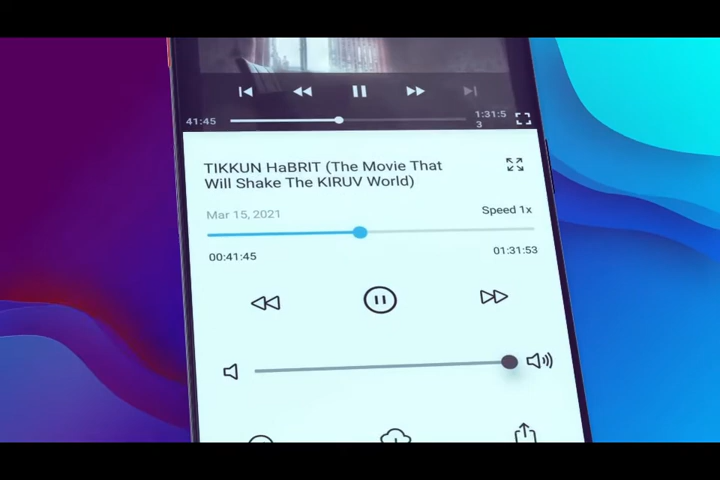 41:45
1:31:5
3
TIKKUN HaBRIT (The Movie That
Will Shake The KIRUV World)
Mar 15, 2021
Speed 1x
00:41:45
01:31:53